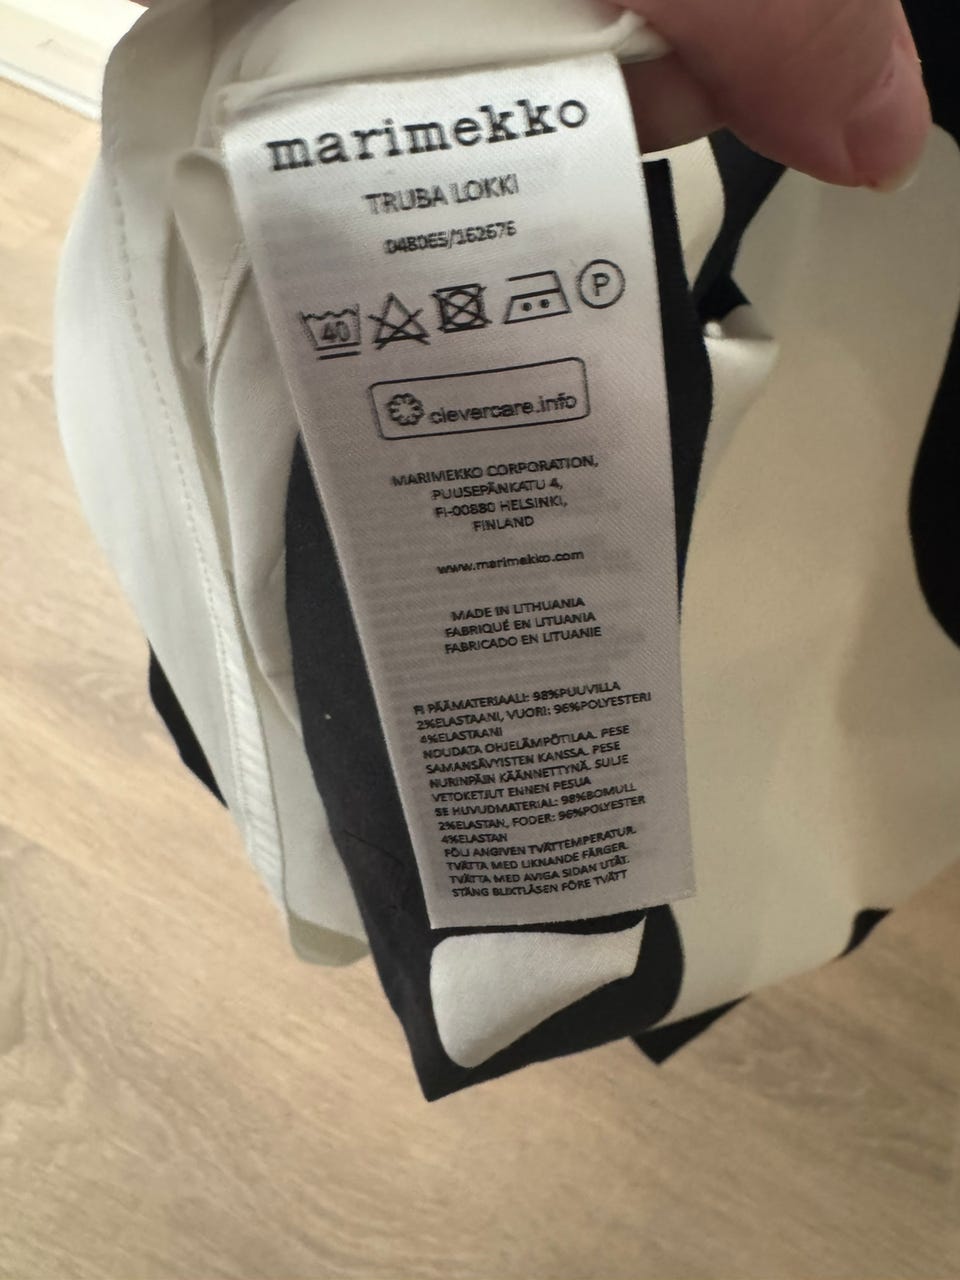 marimekko
TRUBA LOKKI
048065/162676
40
P
clevercare.info
MARIMEKKO CORPORATION,
PUUSEPÄNKATU 4,
FI-00880 HELSINKI,
FINLAND
www.marimekko.com
MADE IN LITHUANIA
FABRIQUÉ EN LITUANIA
FABRICADO EN LITUANIE
FI PÄÄMATERIAALI: 98%PUUVILLA
2%ELASTAANI, VUORI: 96%POLYESTERI
4%ELASTAANI
NOUDATA OHJELÄMPÖTILAA. PESE
SAMANSÄVYISTEN KANSSA. PESE
NURINPÄIN KÄÄNNETTYNÄ. SULJE
VETOKETJUT ENNEN PESUA
SE HUVUDMATERIAL: 98%BOMULL
2%ELASTAN, FODER: 96%POLYESTER
4%ELASTAN
FÖLJ ANGIVEN TVÄTTEMPERATUR.
TVÄTTA MED LIKNANDE FÄRGER.
TVÄTTA MED AVIGA SIDAN UTÅT.
STÄNG BLIXTLÅSEN FÖRE TVÄTT